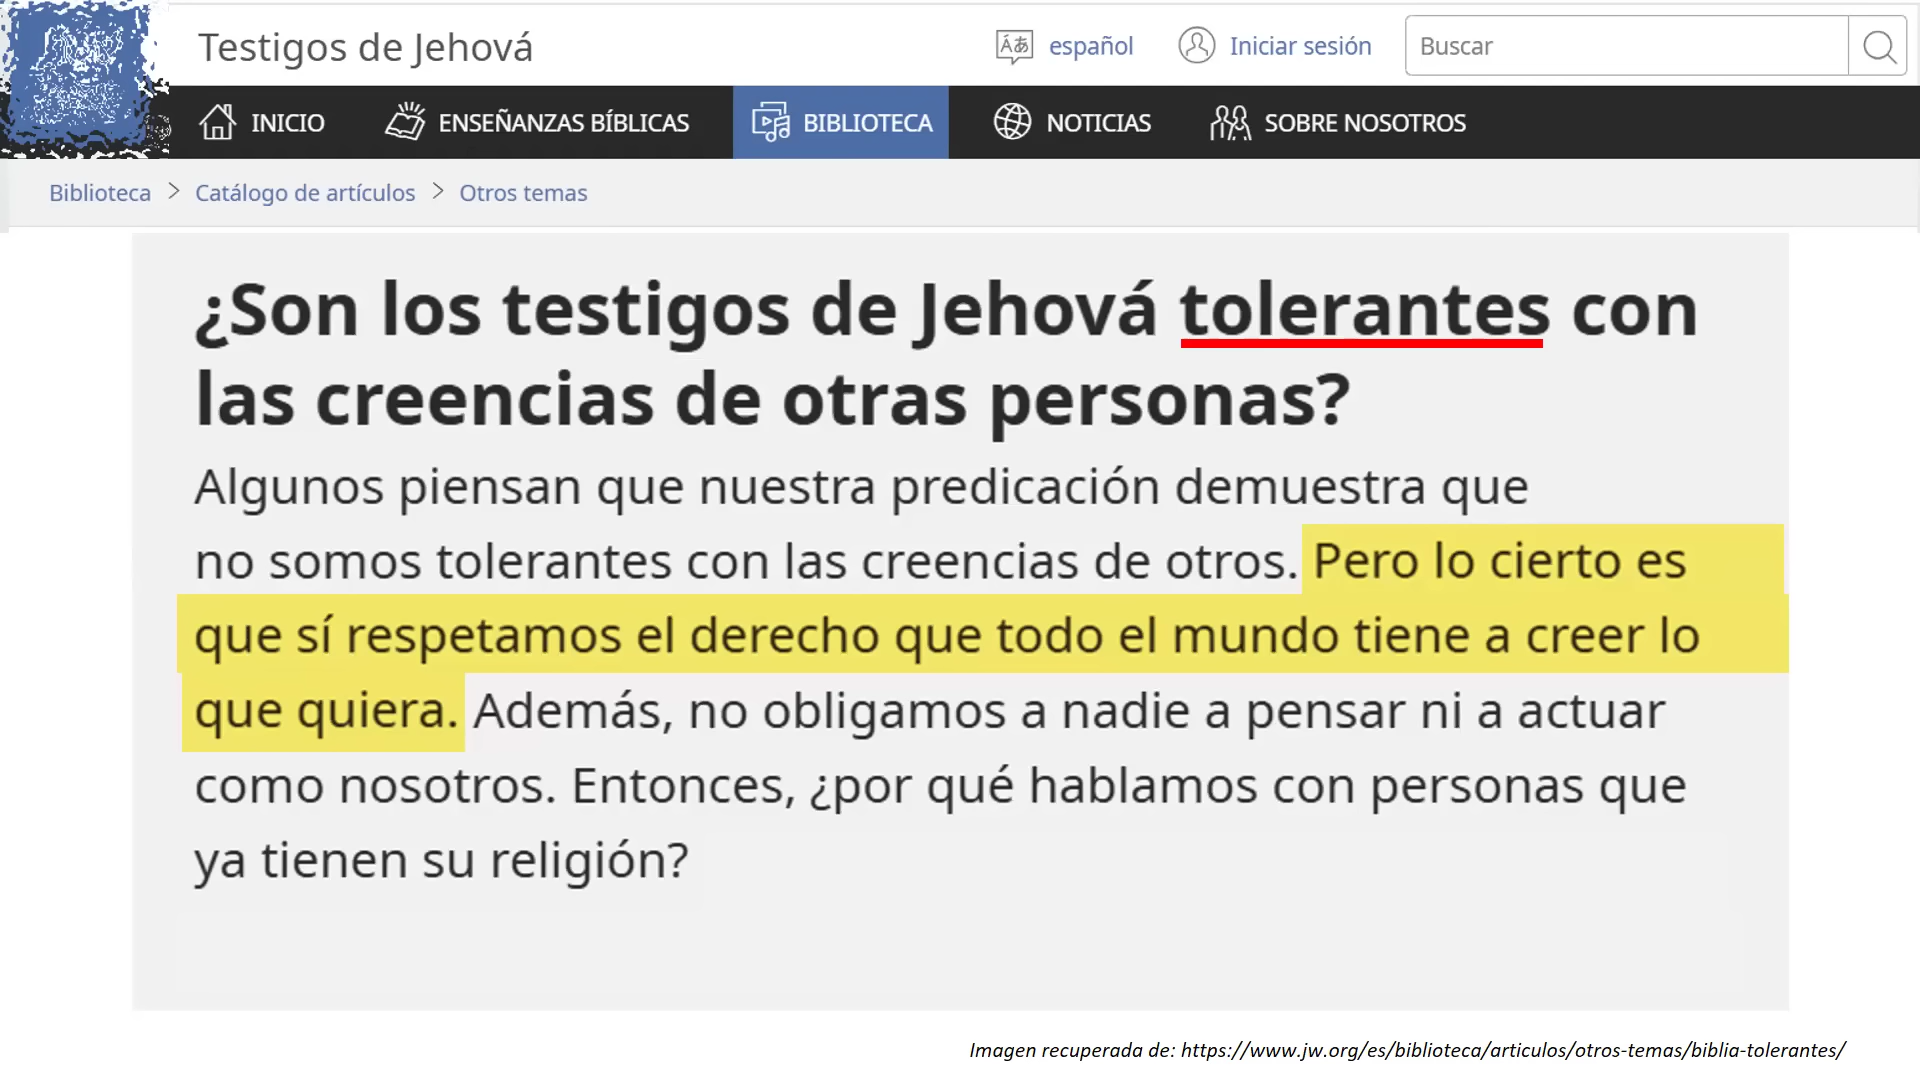 Testigos de Jehová
español
Iniciar sesión
Buscar
INICIO
ENSEÑANZAS BÍBLICAS
BIBLIOTECA
NOTICIAS
SOBRE NOSOTROS
Biblioteca > Catálogo de artículos > Otros temas
¿Son los testigos de Jehová tolerantes con
las creencias de otras personas?
Algunos piensan que nuestra predicación demuestra que
no somos tolerantes con las creencias de otros. Pero lo cierto es
que sí respetamos el derecho que todo el mundo tiene a creer lo
que quiera. Además, no obligamos a nadie a pensar ni a actuar
como nosotros. Entonces, ¿por qué hablamos con personas que
ya tienen su religión?
Imagen recuperada de: https://www.jw.org/es/biblioteca/articulos/otros-temas/biblia-tolerantes/